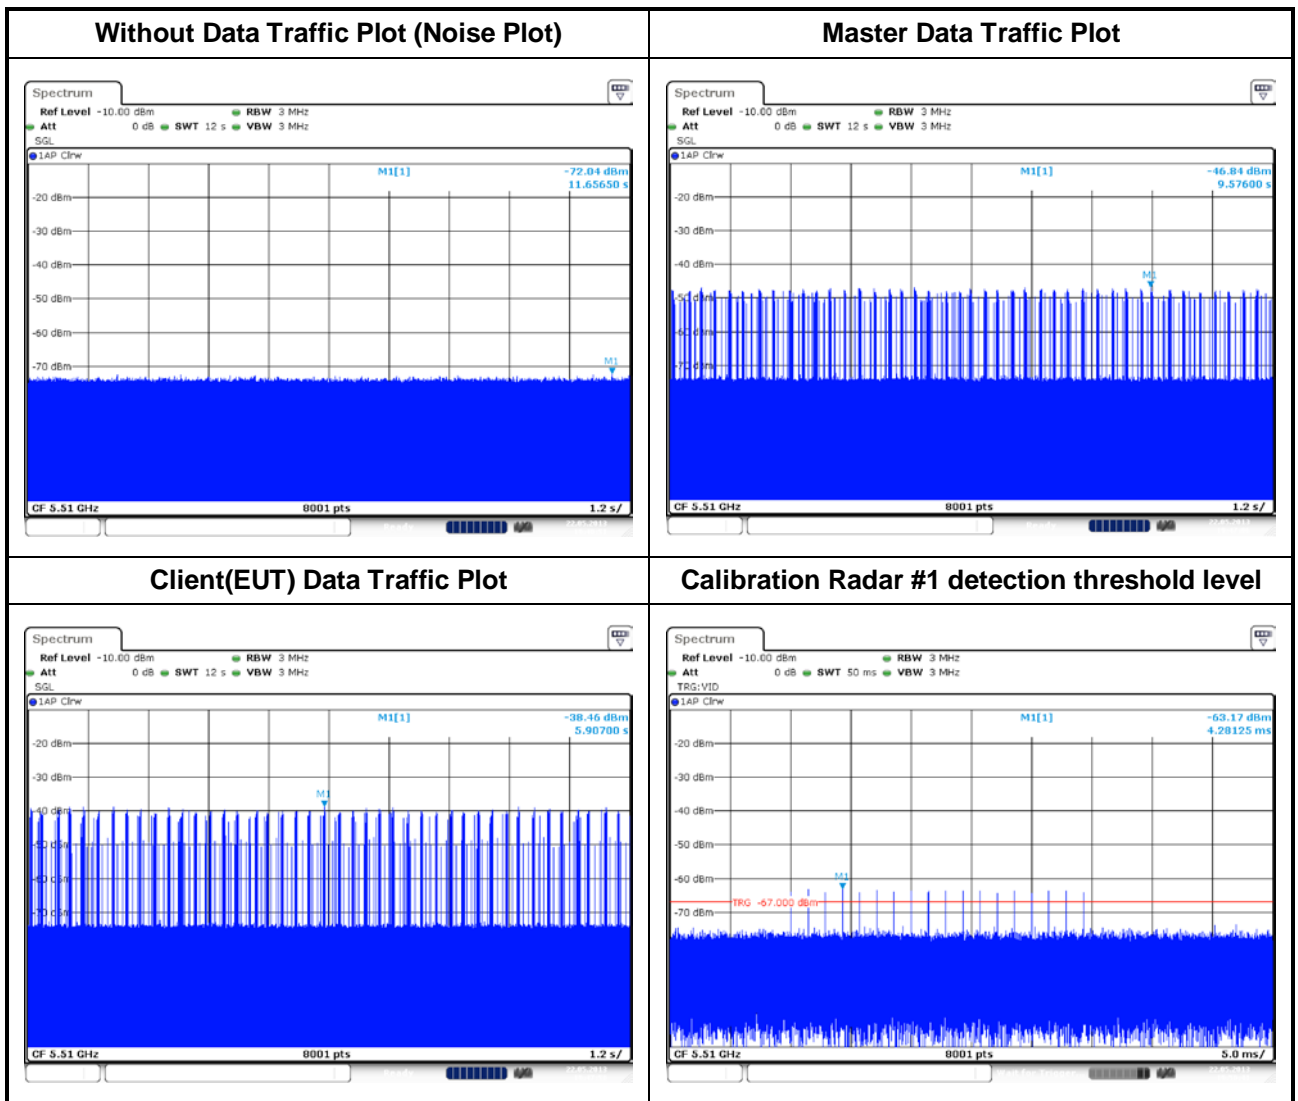 Without Data Traffic Plot (Noise Plot)
Master Data Traffic Plot
Spectrum
Ref Level -10.00 dBm RBW 3 MHz
Att 0 dB SWT 12 s VBW 3 MHz
SGL
1AP Clrw
M1[1] -72.04 dBm
11.65650 s
-20 dBm
-30 dBm
-40 dBm
-50 dBm
-60 dBm
-70 dBm
M1
CF 5.51 GHz 8001 pts 1.2 s/
Spectrum
Ref Level -10.00 dBm RBW 3 MHz
Att 0 dB SWT 12 s VBW 3 MHz
SGL
1AP Clrw
M1[1] -46.84 dBm
9.57600 s
-20 dBm
-30 dBm
-40 dBm
M1
CF 5.51 GHz 8001 pts 1.2 s/
Client(EUT) Data Traffic Plot
Calibration Radar #1 detection threshold level
Spectrum
Ref Level -10.00 dBm RBW 3 MHz
Att 0 dB SWT 12 s VBW 3 MHz
SGL
1AP Clrw
M1[1] -38.46 dBm
5.90700 s
-20 dBm
-30 dBm
M1
CF 5.51 GHz 8001 pts 1.2 s/
Spectrum
Ref Level -10.00 dBm RBW 3 MHz
Att 0 dB SWT 50 ms VBW 3 MHz
TRG:VID
1AP Clrw
M1[1] -63.17 dBm
4.28125 ms
-20 dBm
-30 dBm
-40 dBm
-50 dBm
-60 dBm
M1
TRG -67.000 dBm
-70 dBm
CF 5.51 GHz 8001 pts 5.0 ms/